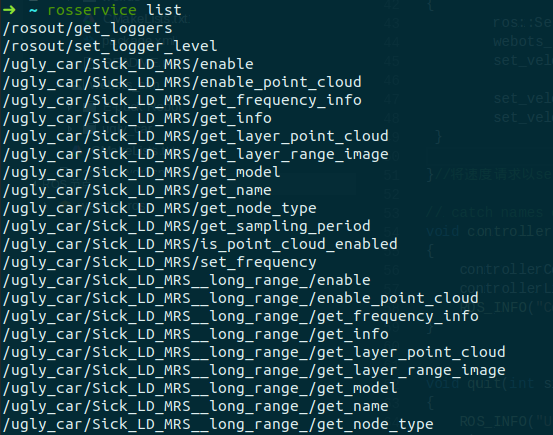 ➜ ~ rosservice list
/rosout/get_loggers
/rosout/set_logger_level
/ugly_car/Sick_LD_MRS/enable
/ugly_car/Sick_LD_MRS/enable_point_cloud
/ugly_car/Sick_LD_MRS/get_frequency_info
/ugly_car/Sick_LD_MRS/get_info
/ugly_car/Sick_LD_MRS/get_layer_point_cloud
/ugly_car/Sick_LD_MRS/get_layer_range_image
/ugly_car/Sick_LD_MRS/get_model
/ugly_car/Sick_LD_MRS/get_name
/ugly_car/Sick_LD_MRS/get_node_type
/ugly_car/Sick_LD_MRS/get_sampling_period
/ugly_car/Sick_LD_MRS/is_point_cloud_enabled
/ugly_car/Sick_LD_MRS/set_frequency
/ugly_car/Sick_LD_MRS__long_range_/enable
/ugly_car/Sick_LD_MRS__long_range_/enable_point_cloud
/ugly_car/Sick_LD_MRS__long_range_/get_frequency_info
/ugly_car/Sick_LD_MRS__long_range_/get_info
/ugly_car/Sick_LD_MRS__long_range_/get_layer_point_cloud
/ugly_car/Sick_LD_MRS__long_range_/get_layer_range_image
/ugly_car/Sick_LD_MRS__long_range_/get_model
/ugly_car/Sick_LD_MRS__long_range_/get_name
/ugly_car/Sick_LD_MRS__long_range_/get_node_type